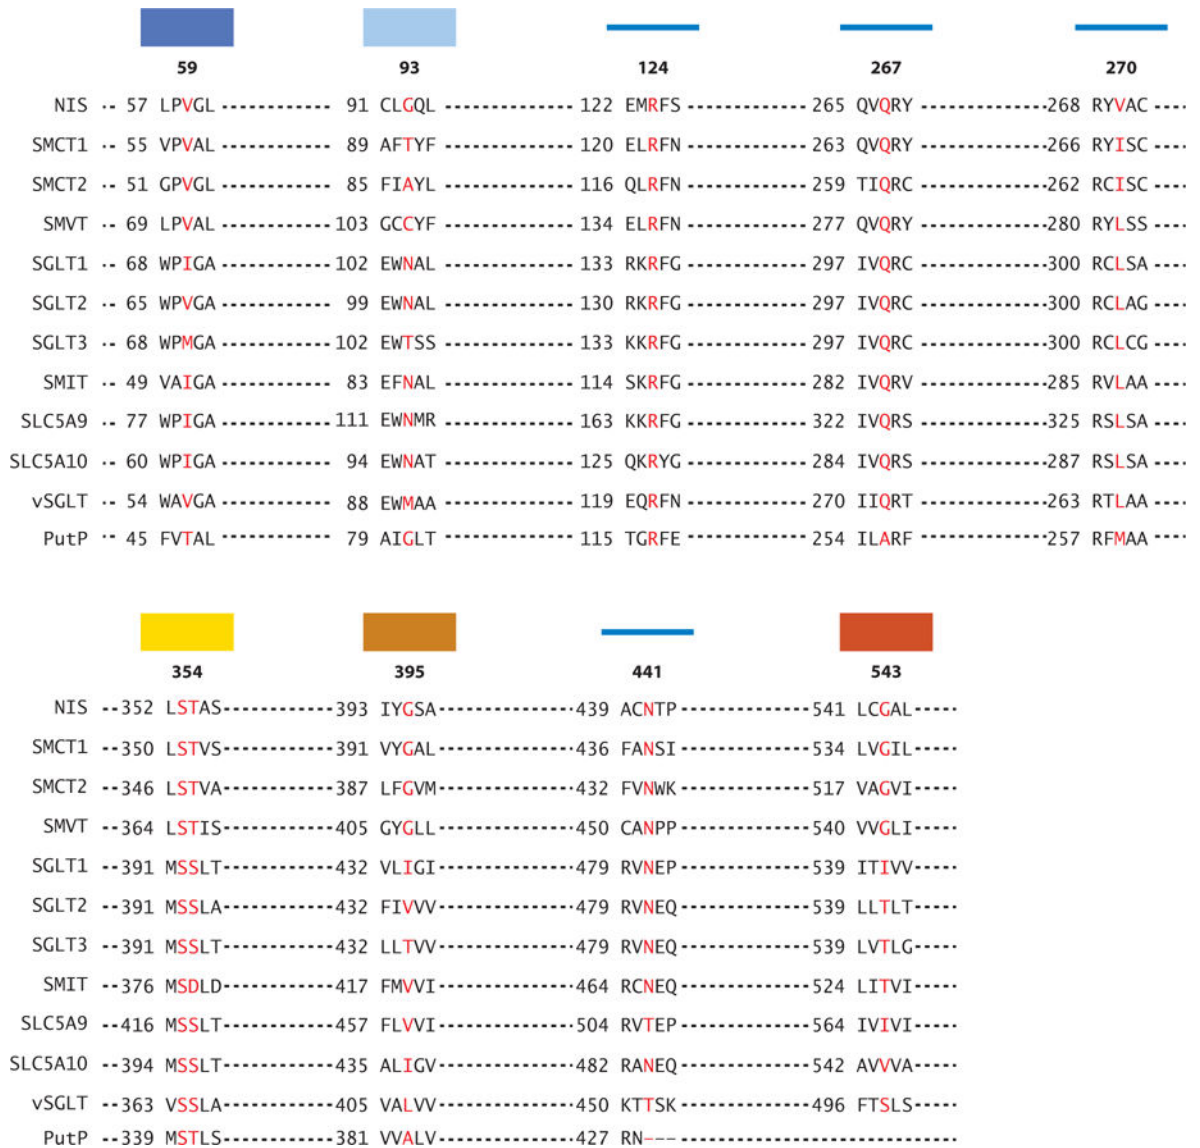 59 93 124 267 270
NIS ·- 57 LPVGL ------------ 91 CLGQL ---------------- 122 EMRFS -------------- 265 QVQRY ------------·268 RYVAC ----
SMCT1 ·- 55 VPVAL ------------ 89 AFTYF ---------------- 120 ELRFN -------------- 263 QVQRY ------------·266 RYISC ----
SMCT2 ·- 51 GPVGL ------------ 85 FIAYL ---------------- 116 QLRFN -------------- 259 TIQRC ------------·262 RCISC ----
SMVT ·- 69 LPVAL ------------ 103 GCCYF ---------------- 134 ELRFN -------------- 277 QVQRY ------------·280 RYLSS ----
SGLT1 ·- 68 WPIGA ------------ 102 EWNAL ---------------- 133 RKRFG -------------- 297 IVQRC ------------·300 RCLSA ----
SGLT2 ·- 65 WPVGA ------------ 99 EWNAL ---------------- 130 RKRFG -------------- 297 IVQRC ------------·300 RCLAG ----
SGLT3 ·- 68 WPMGA ------------ 102 EWTSS ---------------- 133 KKRFG -------------- 297 IVQRC ------------·300 RCLCG ----
SMIT ·- 49 VAIGA ------------ 83 EFNAL ---------------- 114 SKRFG -------------- 282 IVQRV ------------·285 RVLAA ----
SLC5A9 ·- 77 WPIGA ------------ 111 EWNMR ---------------- 163 KKRFG -------------- 322 IVQRS ------------·325 RSLSA ----
SLC5A10 ·- 60 WPIGA ------------ 94 EWNAT ---------------- 125 QKRYG -------------- 284 IVQRS ------------·287 RSLSA ----
vSGLT ·- 54 WAVGA ------------ 88 EWMAA ---------------- 119 EQRFN -------------- 270 IIQRT ------------·263 RTLAA ----
PutP ·- 45 FVTAL ------------ 79 AIGLT ---------------- 115 TGRFE -------------- 254 ILARF ------------·257 RFMAA ----
354 395 441 543
NIS --352 LSTAS------------·393 IYGSA----------------·439 ACNTP--------------·541 LCGAL-----
SMCT1 --350 LSTVS------------·391 VYGAL----------------·436 FANSI--------------·534 LVGIL-----
SMCT2 --346 LSTVA------------·387 LFGVM----------------·432 FVNWK--------------·517 VAGVI-----
SMVT --364 LSTIS------------·405 GYGLL----------------·450 CANPP--------------·540 VVGLI-----
SGLT1 --391 MSSLT------------·432 VLIGI----------------·479 RVNEP--------------·539 ITIVV-----
SGLT2 --391 MSSLA------------·432 FIVVV----------------·479 RVNEQ--------------·539 LLTLT-----
SGLT3 --391 MSSLT------------·432 LLTVV----------------·479 RVNEQ--------------·539 LVTLG-----
SMIT --376 MSDLD------------·417 FMVVI----------------·464 RCNEQ--------------·524 LITVI-----
SLC5A9 --416 MSSLT------------·457 FLVVI----------------·504 RVTEP--------------·564 IVIVI-----
SLC5A10 --394 MSSLT------------·435 ALIGV----------------·482 RANEQ--------------·542 AVVVA-----
vSGLT --363 VSSLA------------·405 VALVV----------------·450 KTTSK--------------·496 FTSLS-----
PutP --339 MSTLS------------·381 VVALV----------------·427 RN---·----------------------------